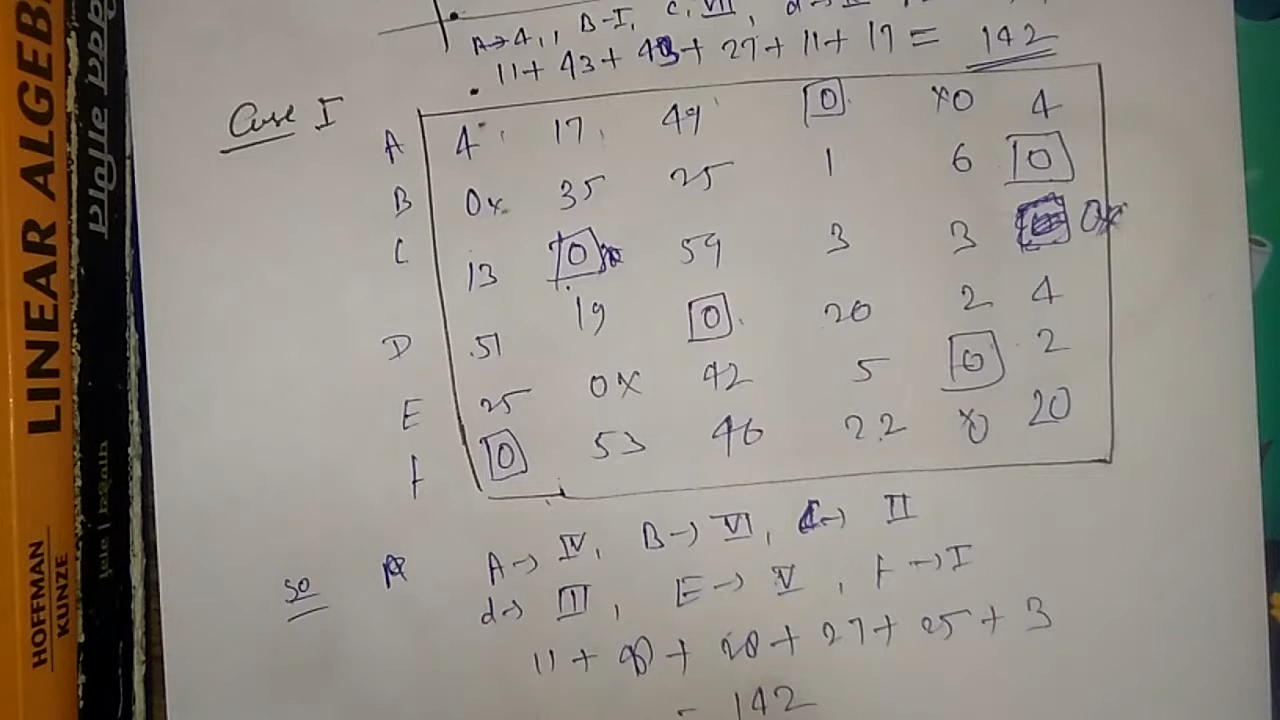 A→4, B-I, C, VII, d→
11+ 43+ 43+ 27+ 11+ 17 = 142
Case I
A 4 17 49 0 ×0 4
B 0× 35 25 1 6 0
C 13 0 59 3 3 0×
D 51 19 0 20 2 4
E 25 0× 42 5 0 2
F 0 53 46 22 ×0 20
So A→ IV, B→ VI, C→ II
d→ III, E→ V, F→I
11+ + 28+ 27+ 25+ 3
= 142
LINEAR ALGEB
HOFFMAN
KUNZE